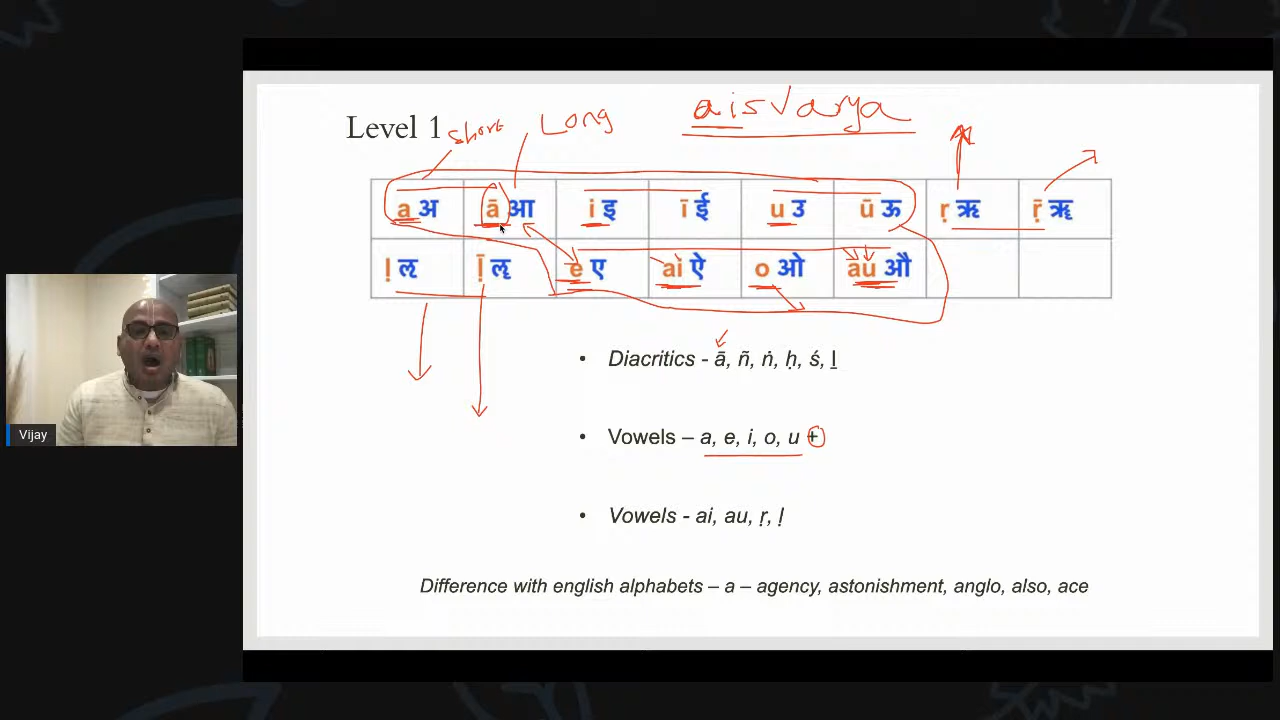 aisvarya
Level 1 short Long
a अ ā आ i इ ī ई u उ ū ऊ ṛ ऋ ṝ ॠ
ḷ ऌ ḹ ॡ e ए ai ऐ o ओ au औ
• Diacritics - ā, ñ, ṅ, ḥ, ś, ḻ
• Vowels – a, e, i, o, u +
• Vowels - ai, au, ṛ, ḷ
Difference with english alphabets – a – agency, astonishment, anglo, also, ace
Vijay